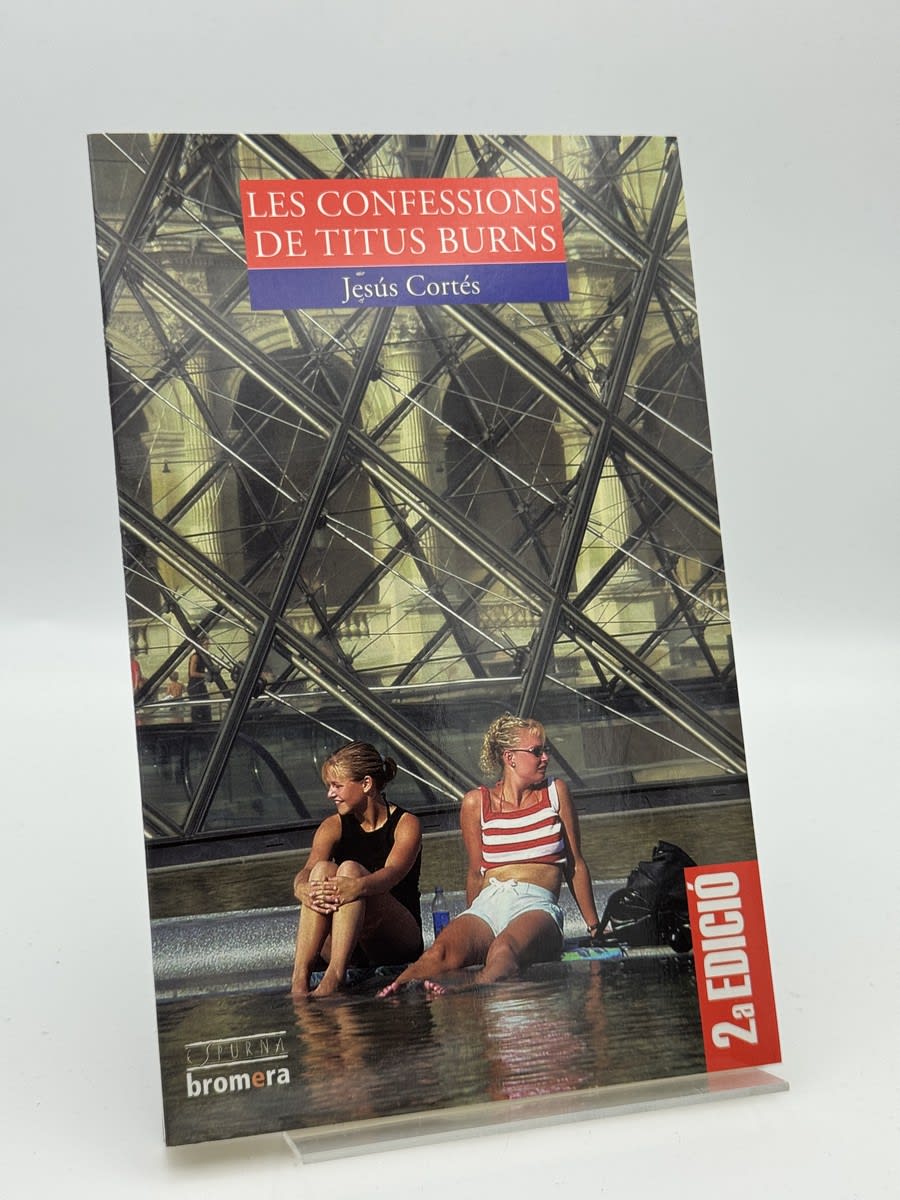 LES CONFESSIONS
DE TITUS BURNS
Jesús Cortés
2a EDICIÓ
ESPURNA
bromera